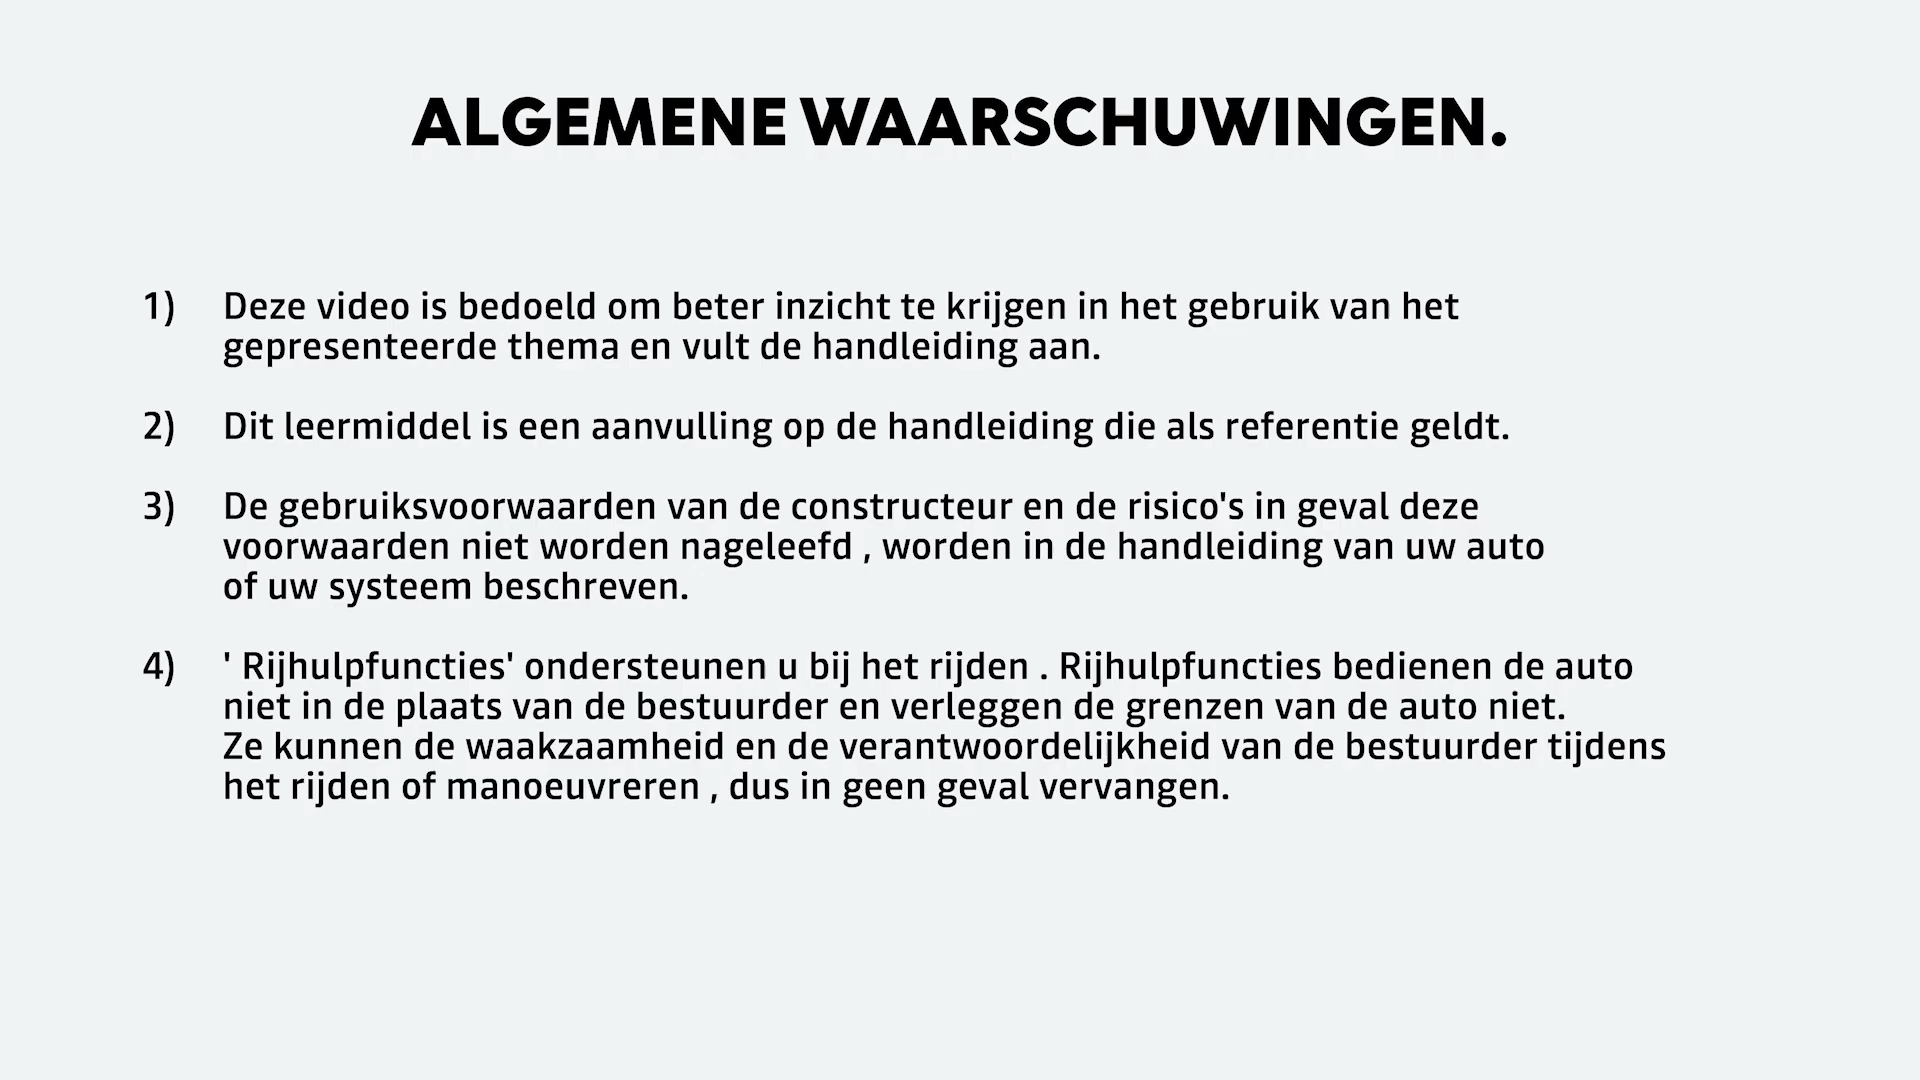 ALGEMENE WAARSCHUWINGEN.
1) Deze video is bedoeld om beter inzicht te krijgen in het gebruik van het
gepresenteerde thema en vult de handleiding aan.
2) Dit leermiddel is een aanvulling op de handleiding die als referentie geldt.
3) De gebruiksvoorwaarden van de constructeur en de risico's in geval deze
voorwaarden niet worden nageleefd , worden in de handleiding van uw auto
of uw systeem beschreven.
4) ' Rijhulpfuncties' ondersteunen u bij het rijden . Rijhulpfuncties bedienen de auto
niet in de plaats van de bestuurder en verleggen de grenzen van de auto niet.
Ze kunnen de waakzaamheid en de verantwoordelijkheid van de bestuurder tijdens
het rijden of manoeuvreren , dus in geen geval vervangen.